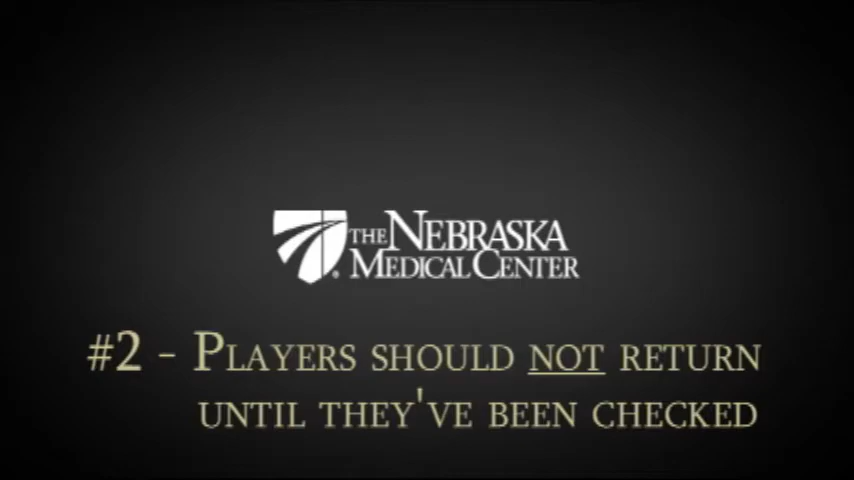 THE NEBRASKA
MEDICAL CENTER
#2 - PLAYERS SHOULD NOT RETURN
UNTIL THEY'VE BEEN CHECKED